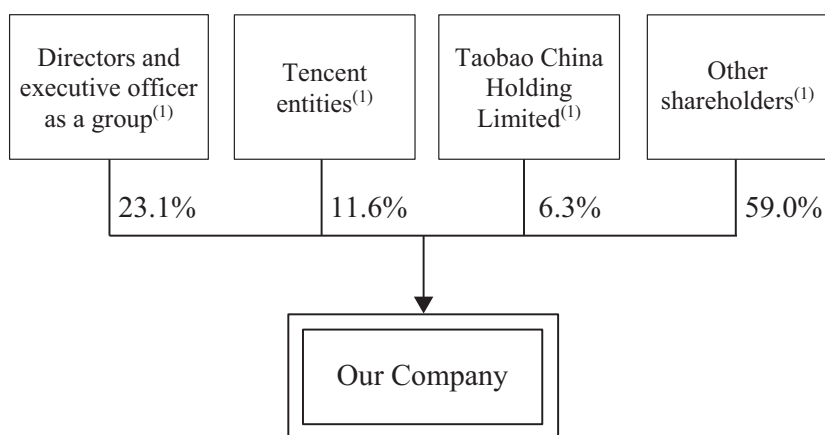 Directors and
executive officer
as a group(1)
Tencent
entities(1)
Taobao China
Holding
Limited(1)
Other
shareholders(1)
23.1%
11.6%
6.3%
59.0%
Our Company